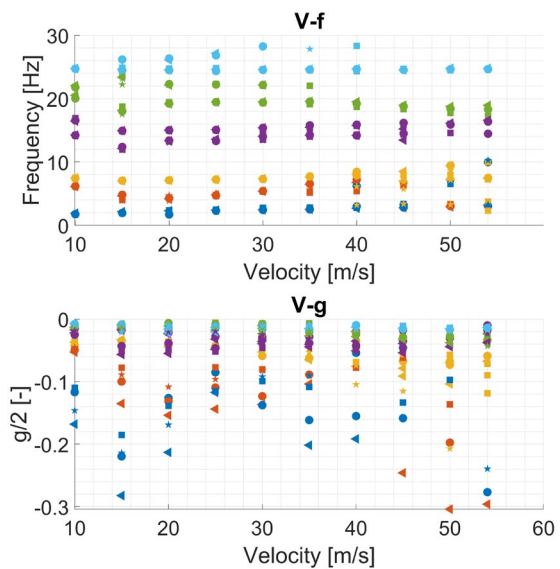 V-f
30
20
10
0
Frequency [Hz]
10 20 30 40 50
Velocity [m/s]
V-g
0
-0.1
-0.2
-0.3
g/2 [-]
10 20 30 40 50 60
Velocity [m/s]